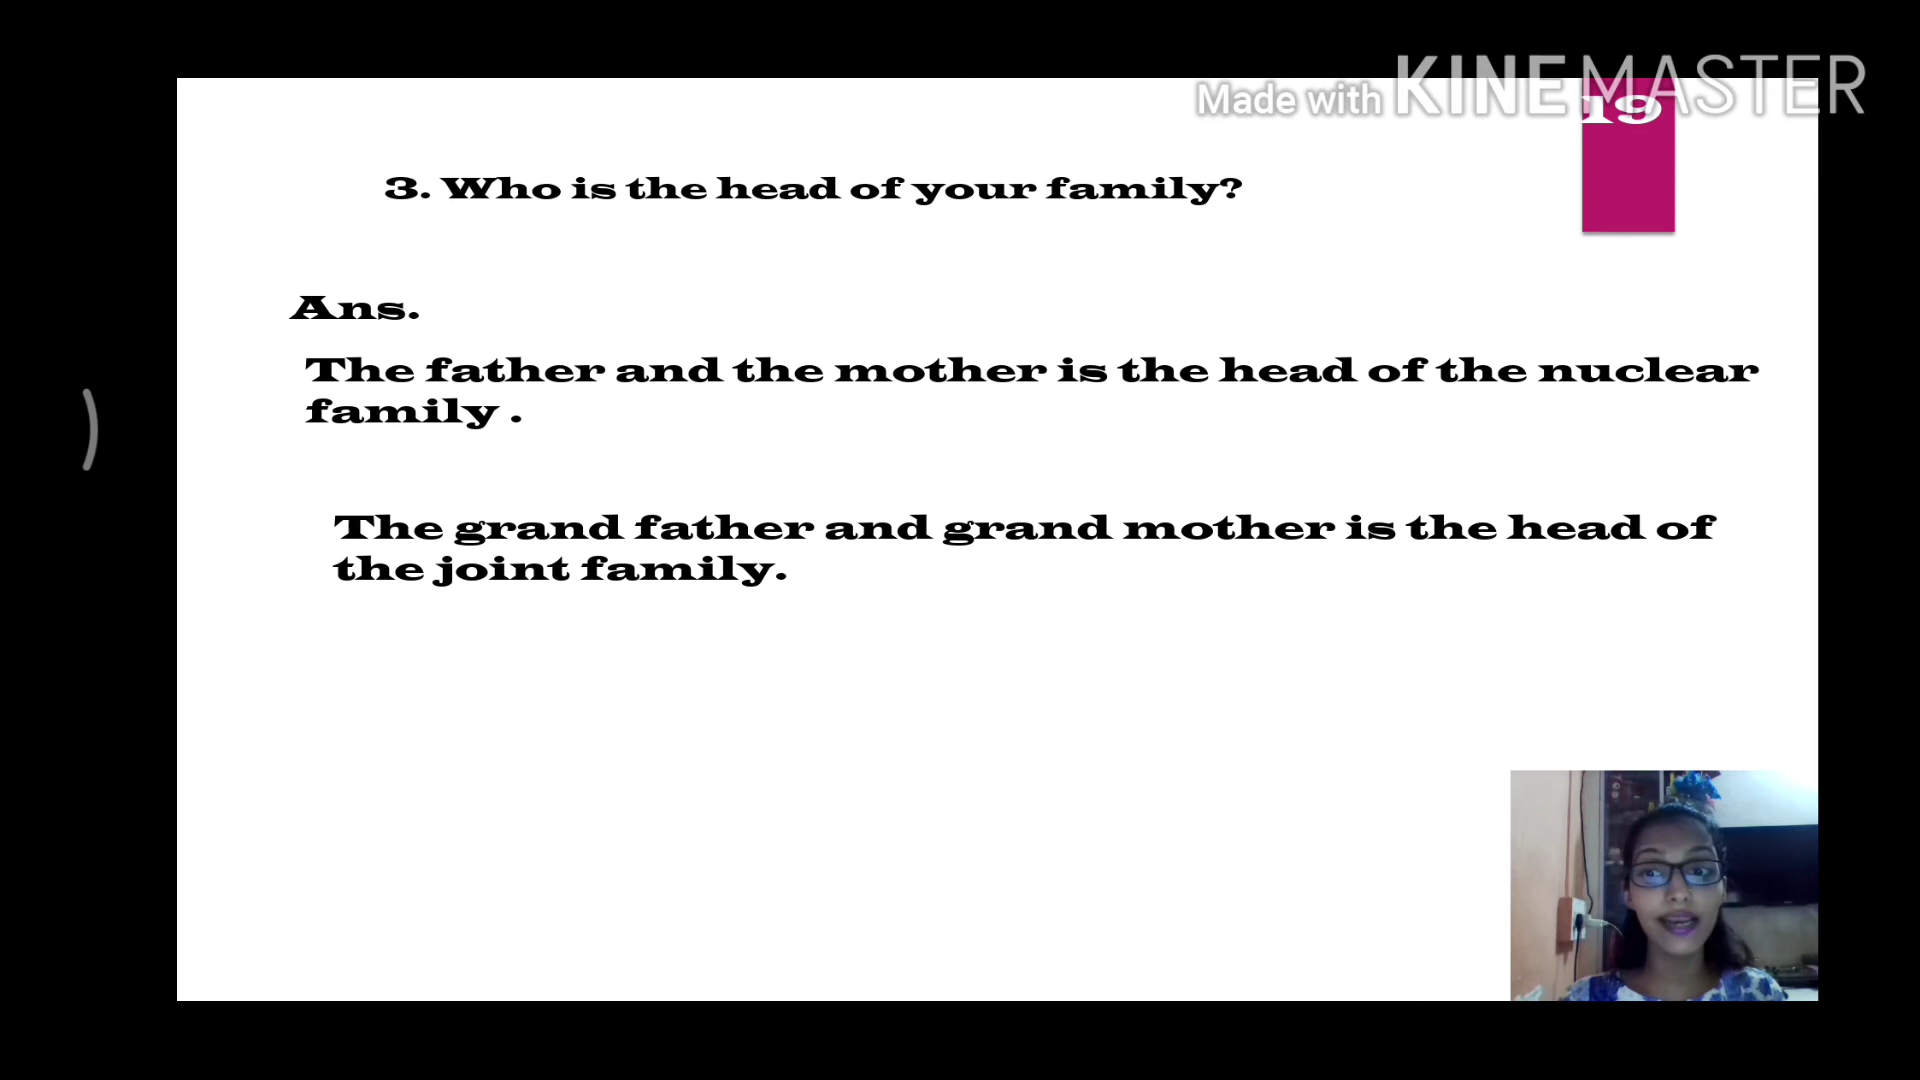 Made with KINEMASTER
19
3. Who is the head of your family?
Ans.
The father and the mother is the head of the nuclear
family .
The grand father and grand mother is the head of
the joint family.